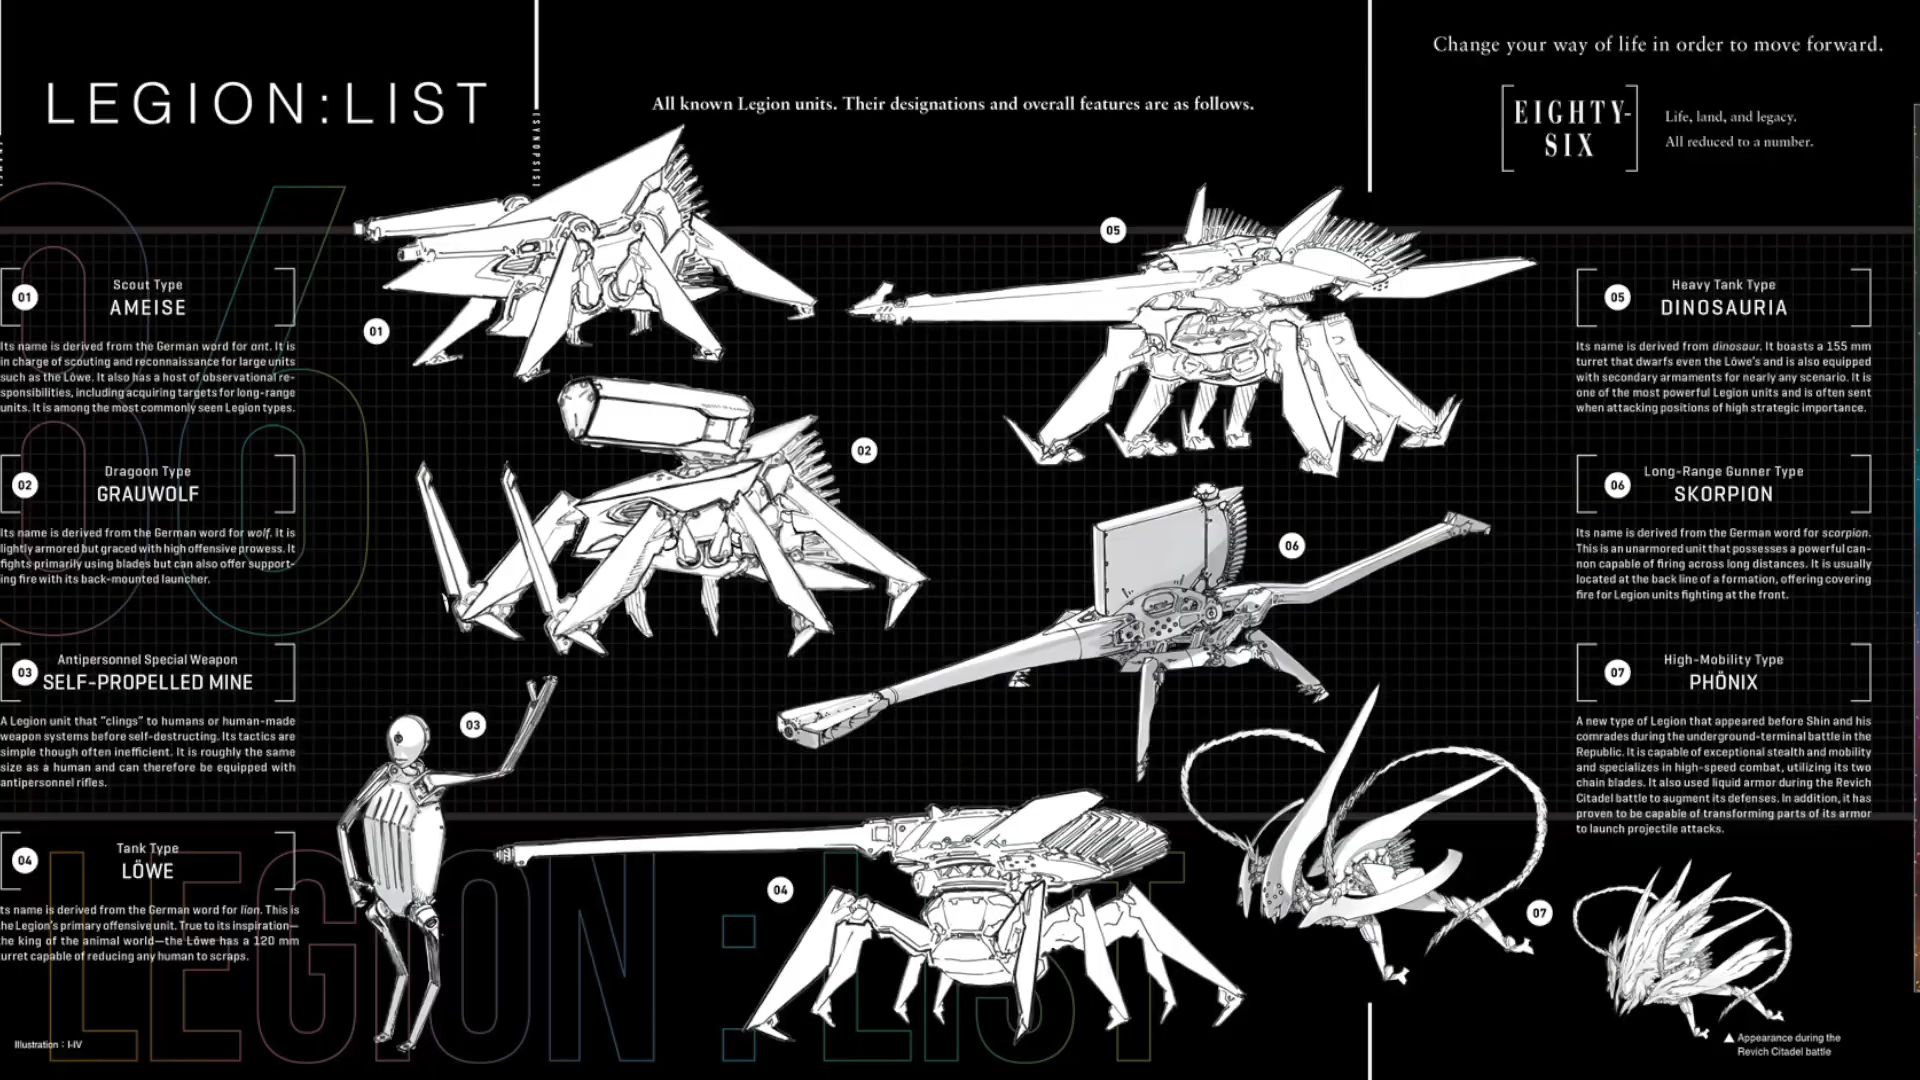 LEGION:LIST
[SYNOPSIS]
All known Legion units. Their designations and overall features are as follows.
Change your way of life in order to move forward.
EIGHTY-
SIX
Life, land, and legacy.
All reduced to a number.
86
01
Scout Type
AMEISE
Its name is derived from the German word for ant. It is
in charge of scouting and reconnaissance for large units
such as the Löwe. It also has a host of observational re-
sponsibilities, including acquiring targets for long-range
units. It is among the most commonly seen Legion types.
02
Dragoon Type
GRAUWOLF
Its name is derived from the German word for wolf. It is
lightly armored but graced with high offensive prowess. It
fights primarily using blades but can also offer support-
ing fire with its back-mounted launcher.
03
Antipersonnel Special Weapon
SELF-PROPELLED MINE
A Legion unit that “clings” to humans or human-made
weapon systems before self-destructing. Its tactics are
simple though often inefficient. It is roughly the same
size as a human and can therefore be equipped with
antipersonnel rifles.
04
Tank Type
LÖWE
ts name is derived from the German word for lion. This is
he Legion's primary offensive unit. True to its inspiration—
he king of the animal world—the Löwe has a 120 mm
urret capable of reducing any human to scraps.
Illustration : I-IV
01
02
03
04
05
06
07
LEGION:LIST
05
Heavy Tank Type
DINOSAURIA
Its name is derived from dinosaur. It boasts a 155 mm
turret that dwarfs even the Löwe's and is also equipped
with secondary armaments for nearly any scenario. It is
one of the most powerful Legion units and is often sent
when attacking positions of high strategic importance.
06
Long-Range Gunner Type
SKORPION
Its name is derived from the German word for scorpion.
This is an unarmored unit that possesses a powerful can-
non capable of firing across long distances. It is usually
located at the back line of a formation, offering covering
fire for Legion units fighting at the front.
07
High-Mobility Type
PHÖNIX
A new type of Legion that appeared before Shin and his
comrades during the underground-terminal battle in the
Republic. It is capable of exceptional stealth and mobility
and specializes in high-speed combat, utilizing its two
chain blades. It also used liquid armor during the Revich
Citadel battle to augment its defenses. In addition, it has
proven to be capable of transforming parts of its armor
to launch projectile attacks.
▲ Appearance during the
Revich Citadel battle